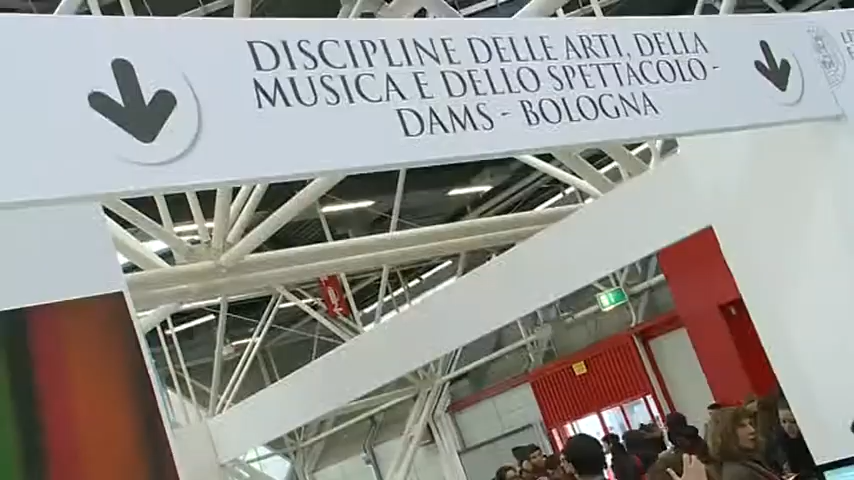 DISCIPLINE DELLE ARTI, DELLA
MUSICA E DELLO SPETTACOLO -
DAMS - BOLOGNA